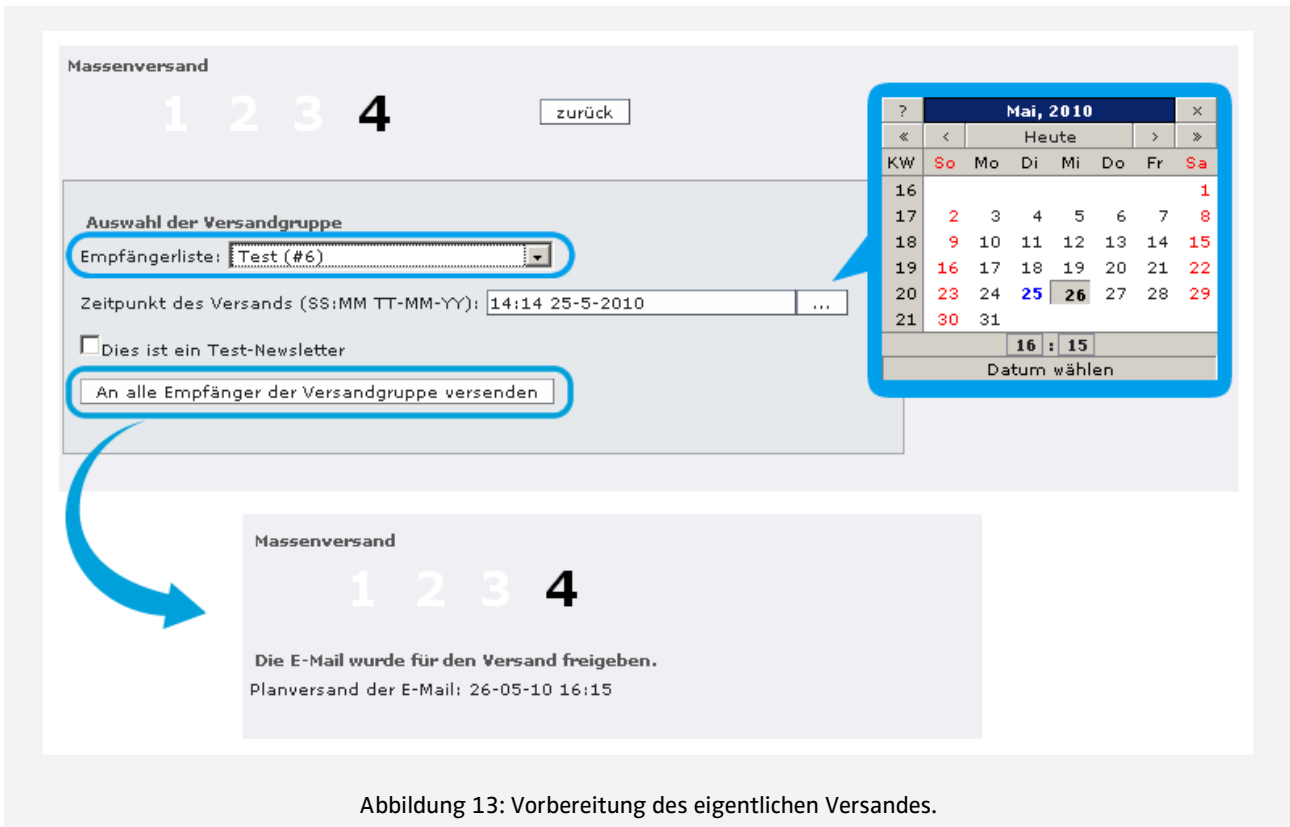 Massenversand
1 2 3 4 zurück
Auswahl der Versandgruppe
Empfängerliste: Test (#6)
Zeitpunkt des Versands (SS:MM TT-MM-YY): 14:14 25-5-2010 ...
Dies ist ein Test-Newsletter
An alle Empfänger der Versandgruppe versenden
? Mai, 2010 ×
« ‹ Heute › »
KW So Mo Di Mi Do Fr Sa
16 1
17 2 3 4 5 6 7 8
18 9 10 11 12 13 14 15
19 16 17 18 19 20 21 22
20 23 24 25 26 27 28 29
21 30 31
16 : 15
Datum wählen
Massenversand
1 2 3 4
Die E-Mail wurde für den Versand freigeben.
Planversand der E-Mail: 26-05-10 16:15
Abbildung 13: Vorbereitung des eigentlichen Versandes.